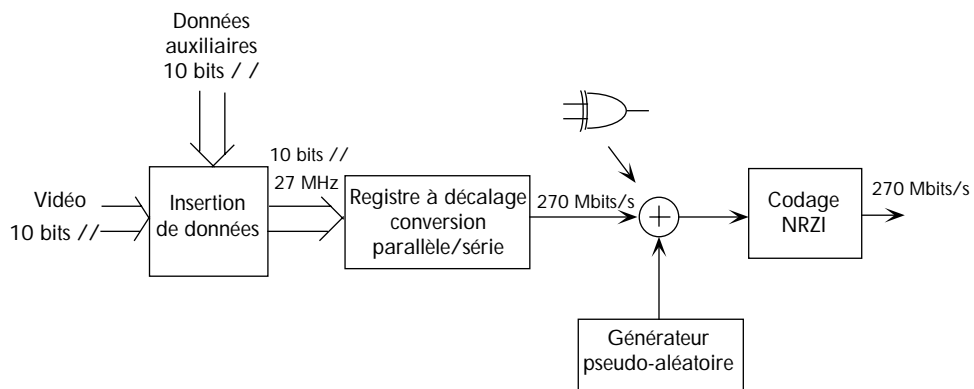 Données
auxiliaires
10 bits / /
Vidéo
10 bits //
Insertion
de données
10 bits //
27 MHz
Registre à décalage
conversion
parallèle/série
270 Mbits/s
+
Générateur
pseudo-aléatoire
Codage
NRZI
270 Mbits/s